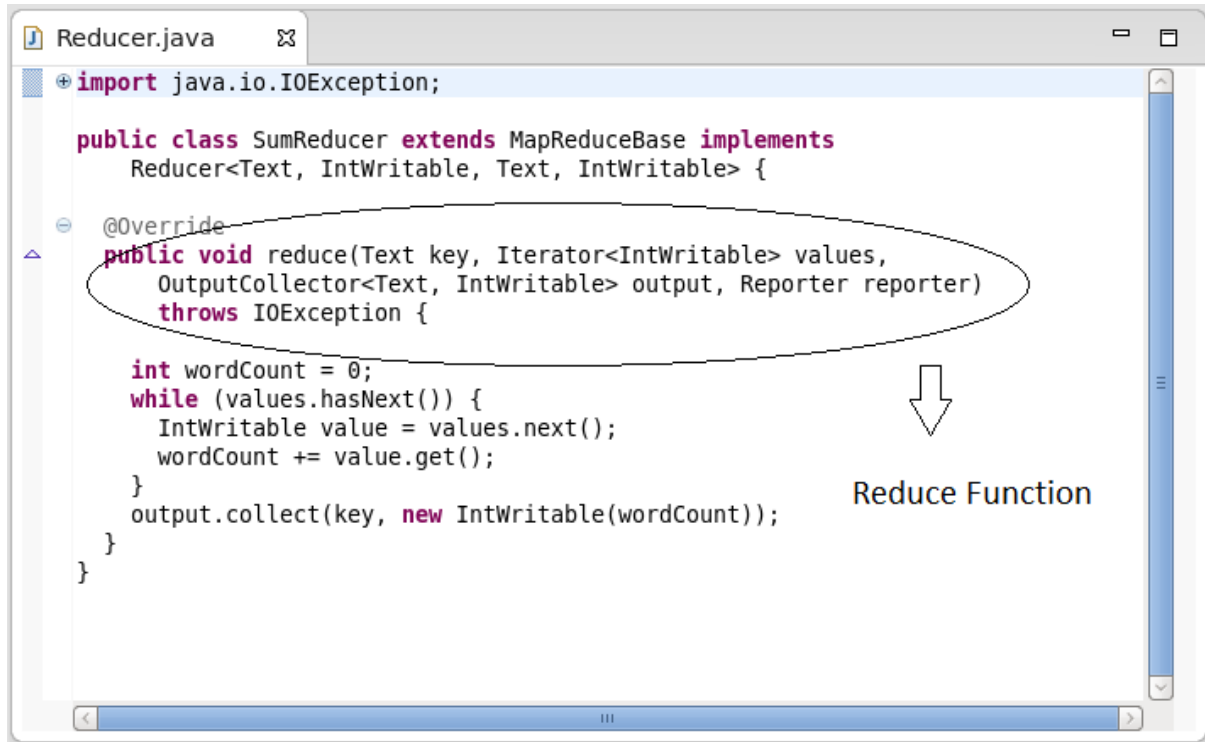 Reducer.java
import java.io.IOException;
public class SumReducer extends MapReduceBase implements
Reducer<Text, IntWritable, Text, IntWritable> {
@Override
public void reduce(Text key, Iterator<IntWritable> values,
OutputCollector<Text, IntWritable> output, Reporter reporter)
throws IOException {
int wordCount = 0;
while (values.hasNext()) {
IntWritable value = values.next();
wordCount += value.get();
}
output.collect(key, new IntWritable(wordCount));
}
}
Reduce Function